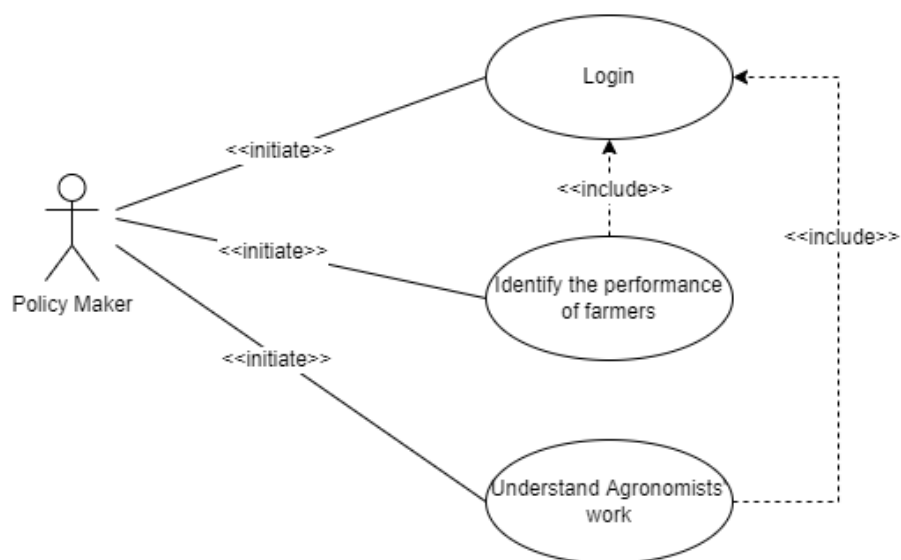 Login
<<initiate>>
<<include>>
<<include>>
<<initiate>>
Policy Maker
Identify the performance
of farmers
<<initiate>>
Understand Agronomists
work